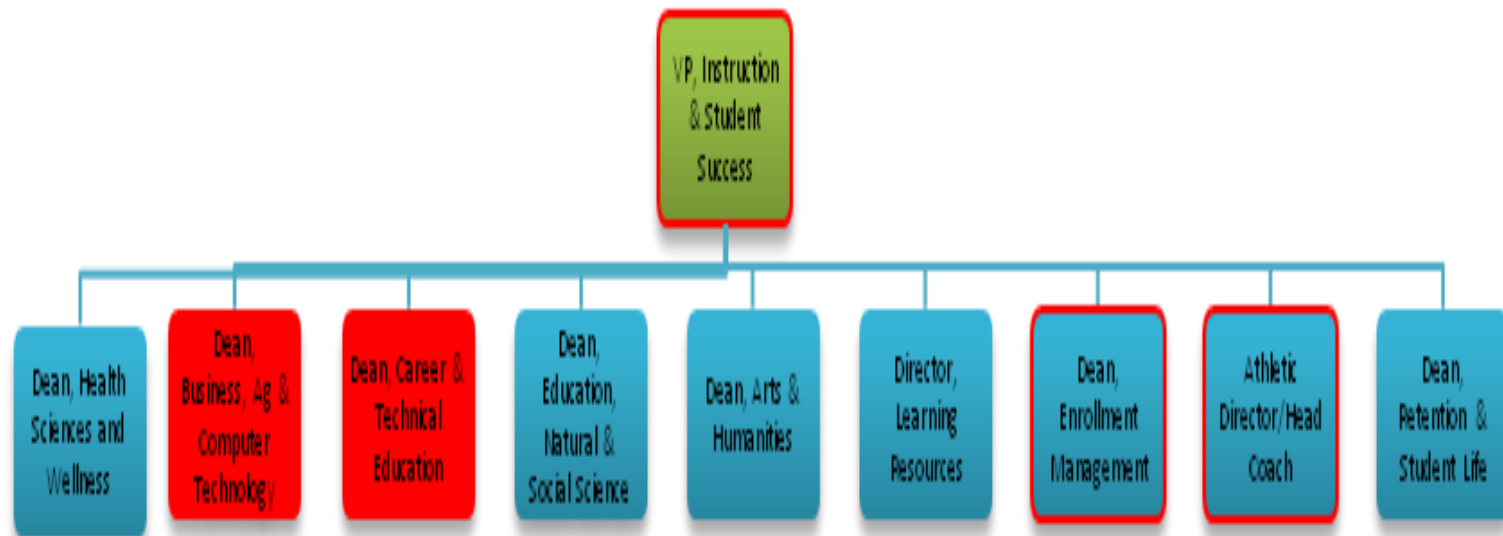 VP, Instruction
& Student
Success
Dean, Health
Sciences and
Wellness
Dean,
Business, Ag &
Computer
Technology
Dean, Career &
Technical
Education
Dean,
Education,
Natural &
Social Science
Dean, Arts &
Humanities
Director,
Learning
Resources
Dean,
Enrollment
Management
Athletic
Director/Head
Coach
Dean,
Retention &
Student Life